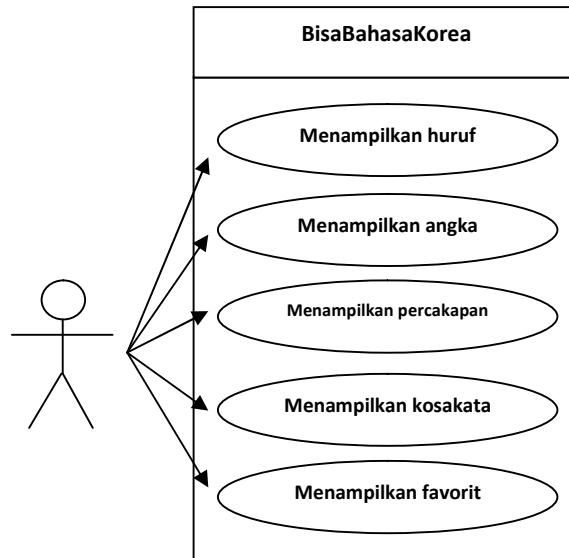 BisaBahasaKorea
Menampilkan huruf
Menampilkan angka
Menampilkan percakapan
Menampilkan kosakata
Menampilkan favorit